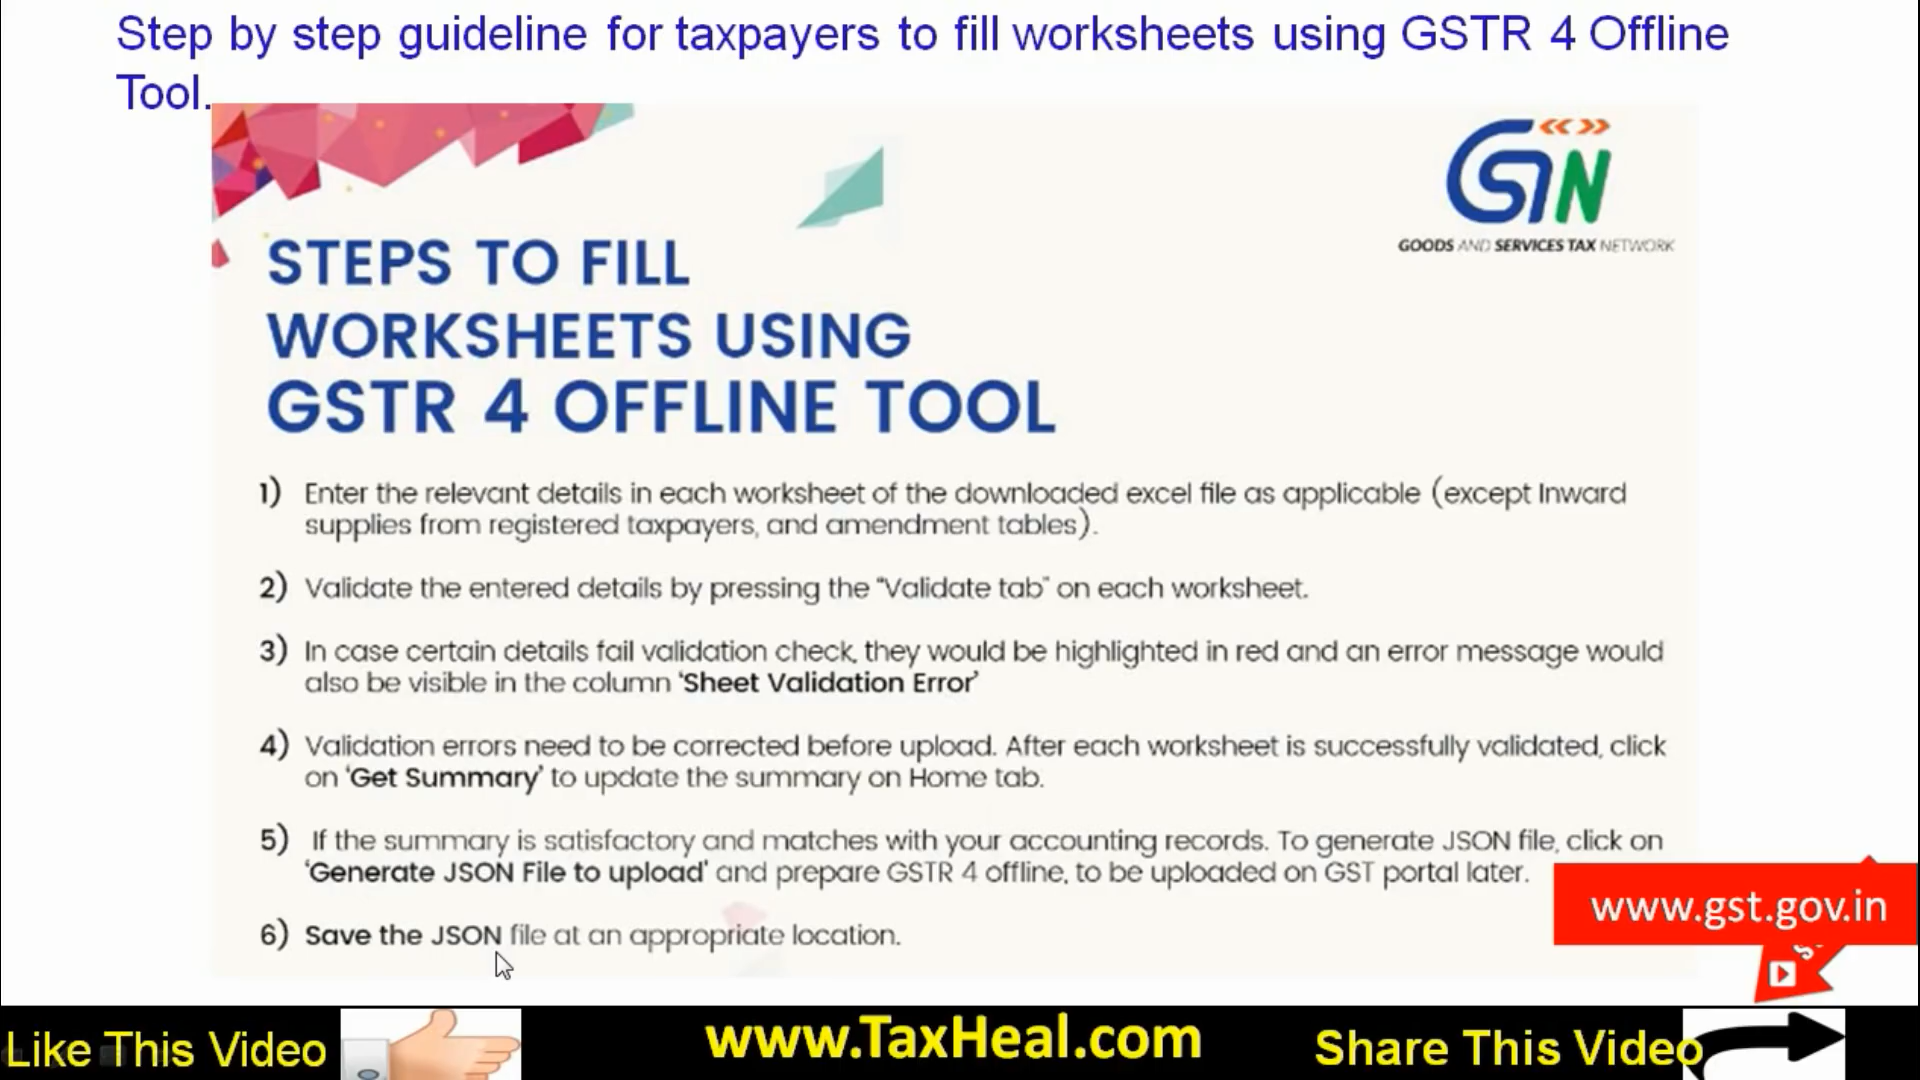 Step by step guideline for taxpayers to fill worksheets using GSTR 4 Offline
Tool.
GSTN
GOODS AND SERVICES TAX NETWORK
STEPS TO FILL
WORKSHEETS USING
GSTR 4 OFFLINE TOOL
1) Enter the relevant details in each worksheet of the downloaded excel file as applicable (except Inward
supplies from registered taxpayers, and amendment tables).
2) Validate the entered details by pressing the "Validate tab" on each worksheet.
3) In case certain details fail validation check, they would be highlighted in red and an error message would
also be visible in the column 'Sheet Validation Error'
4) Validation errors need to be corrected before upload. After each worksheet is successfully validated, click
on 'Get Summary' to update the summary on Home tab.
5) If the summary is satisfactory and matches with your accounting records. To generate JSON file, click on
'Generate JSON File to upload' and prepare GSTR 4 offline, to be uploaded on GST portal later.
6) Save the JSON file at an appropriate location.
www.gst.gov.in
Like This Video
www.TaxHeal.com
Share This Video